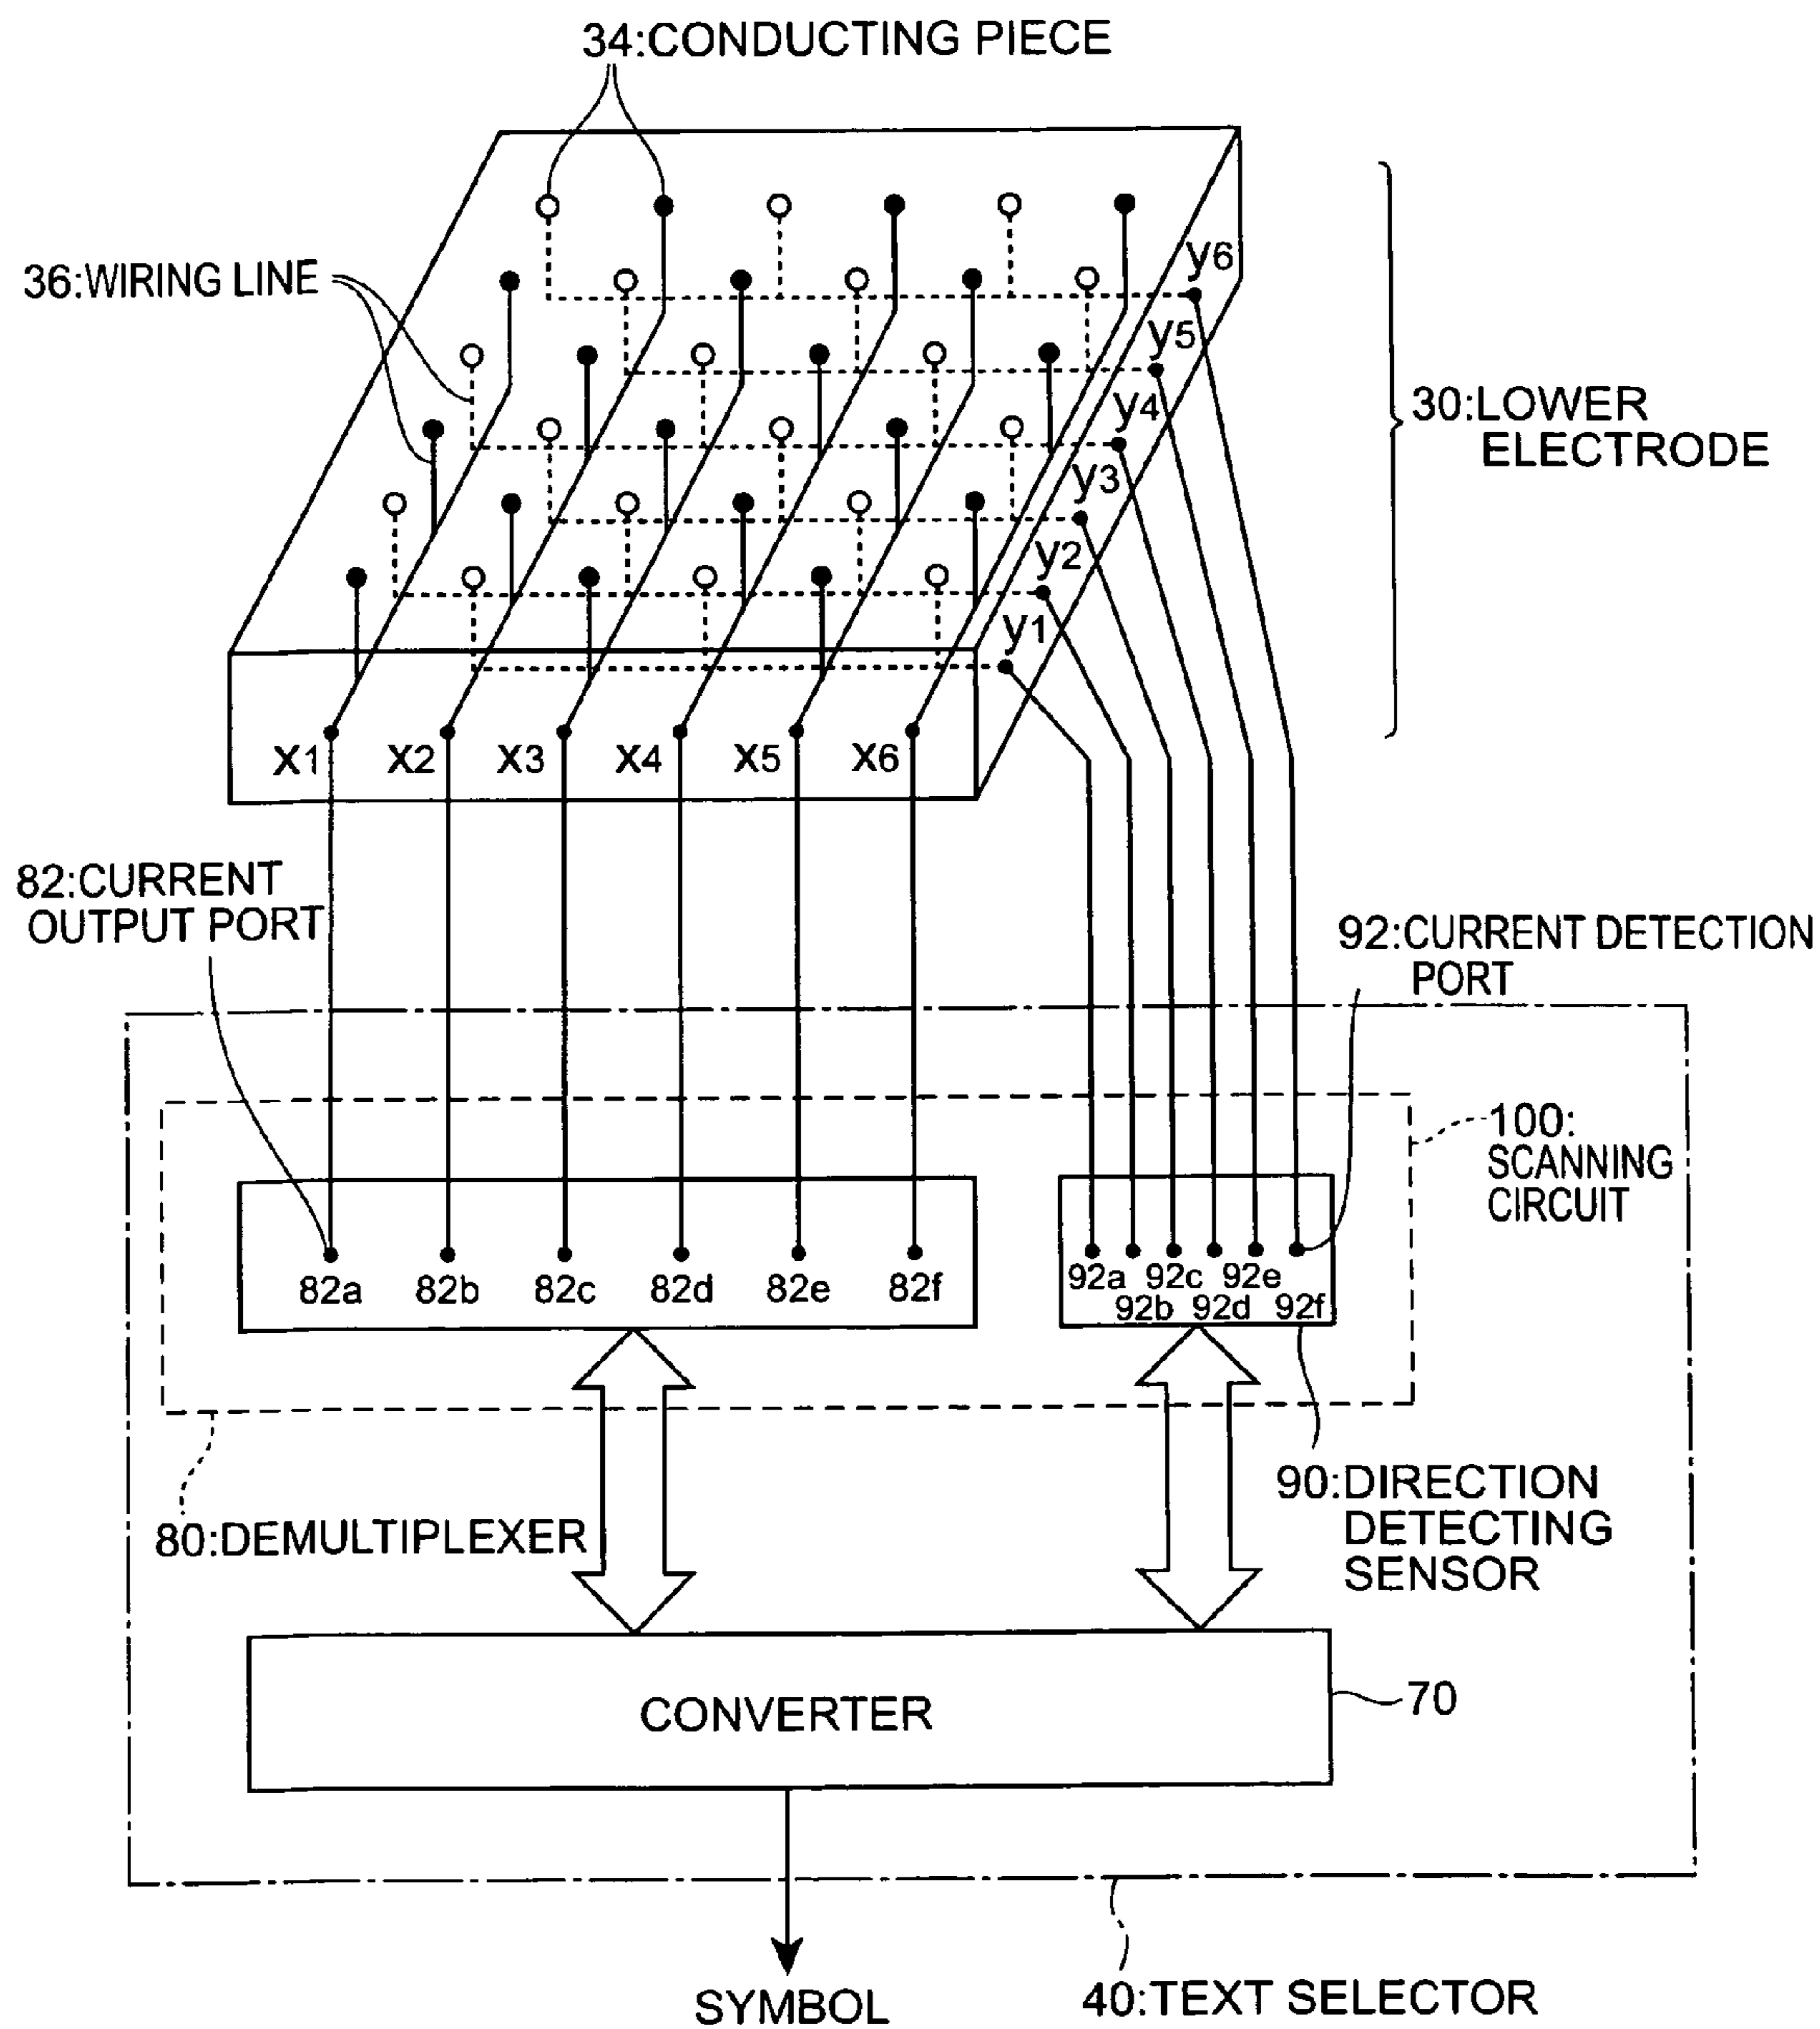 34:CONDUCTING PIECE
36:WIRING LINE
y6
y5
y4
y3
y2
y1
30:LOWER
ELECTRODE
x1 x2 x3 x4 x5 x6
82:CURRENT
OUTPUT PORT
92:CURRENT DETECTION
PORT
100:
SCANNING
CIRCUIT
82a 82b 82c 82d 82e 82f
92a 92c 92e
92b 92d 92f
80:DEMULTIPLEXER
90:DIRECTION
DETECTING
SENSOR
CONVERTER
70
SYMBOL
40:TEXT SELECTOR